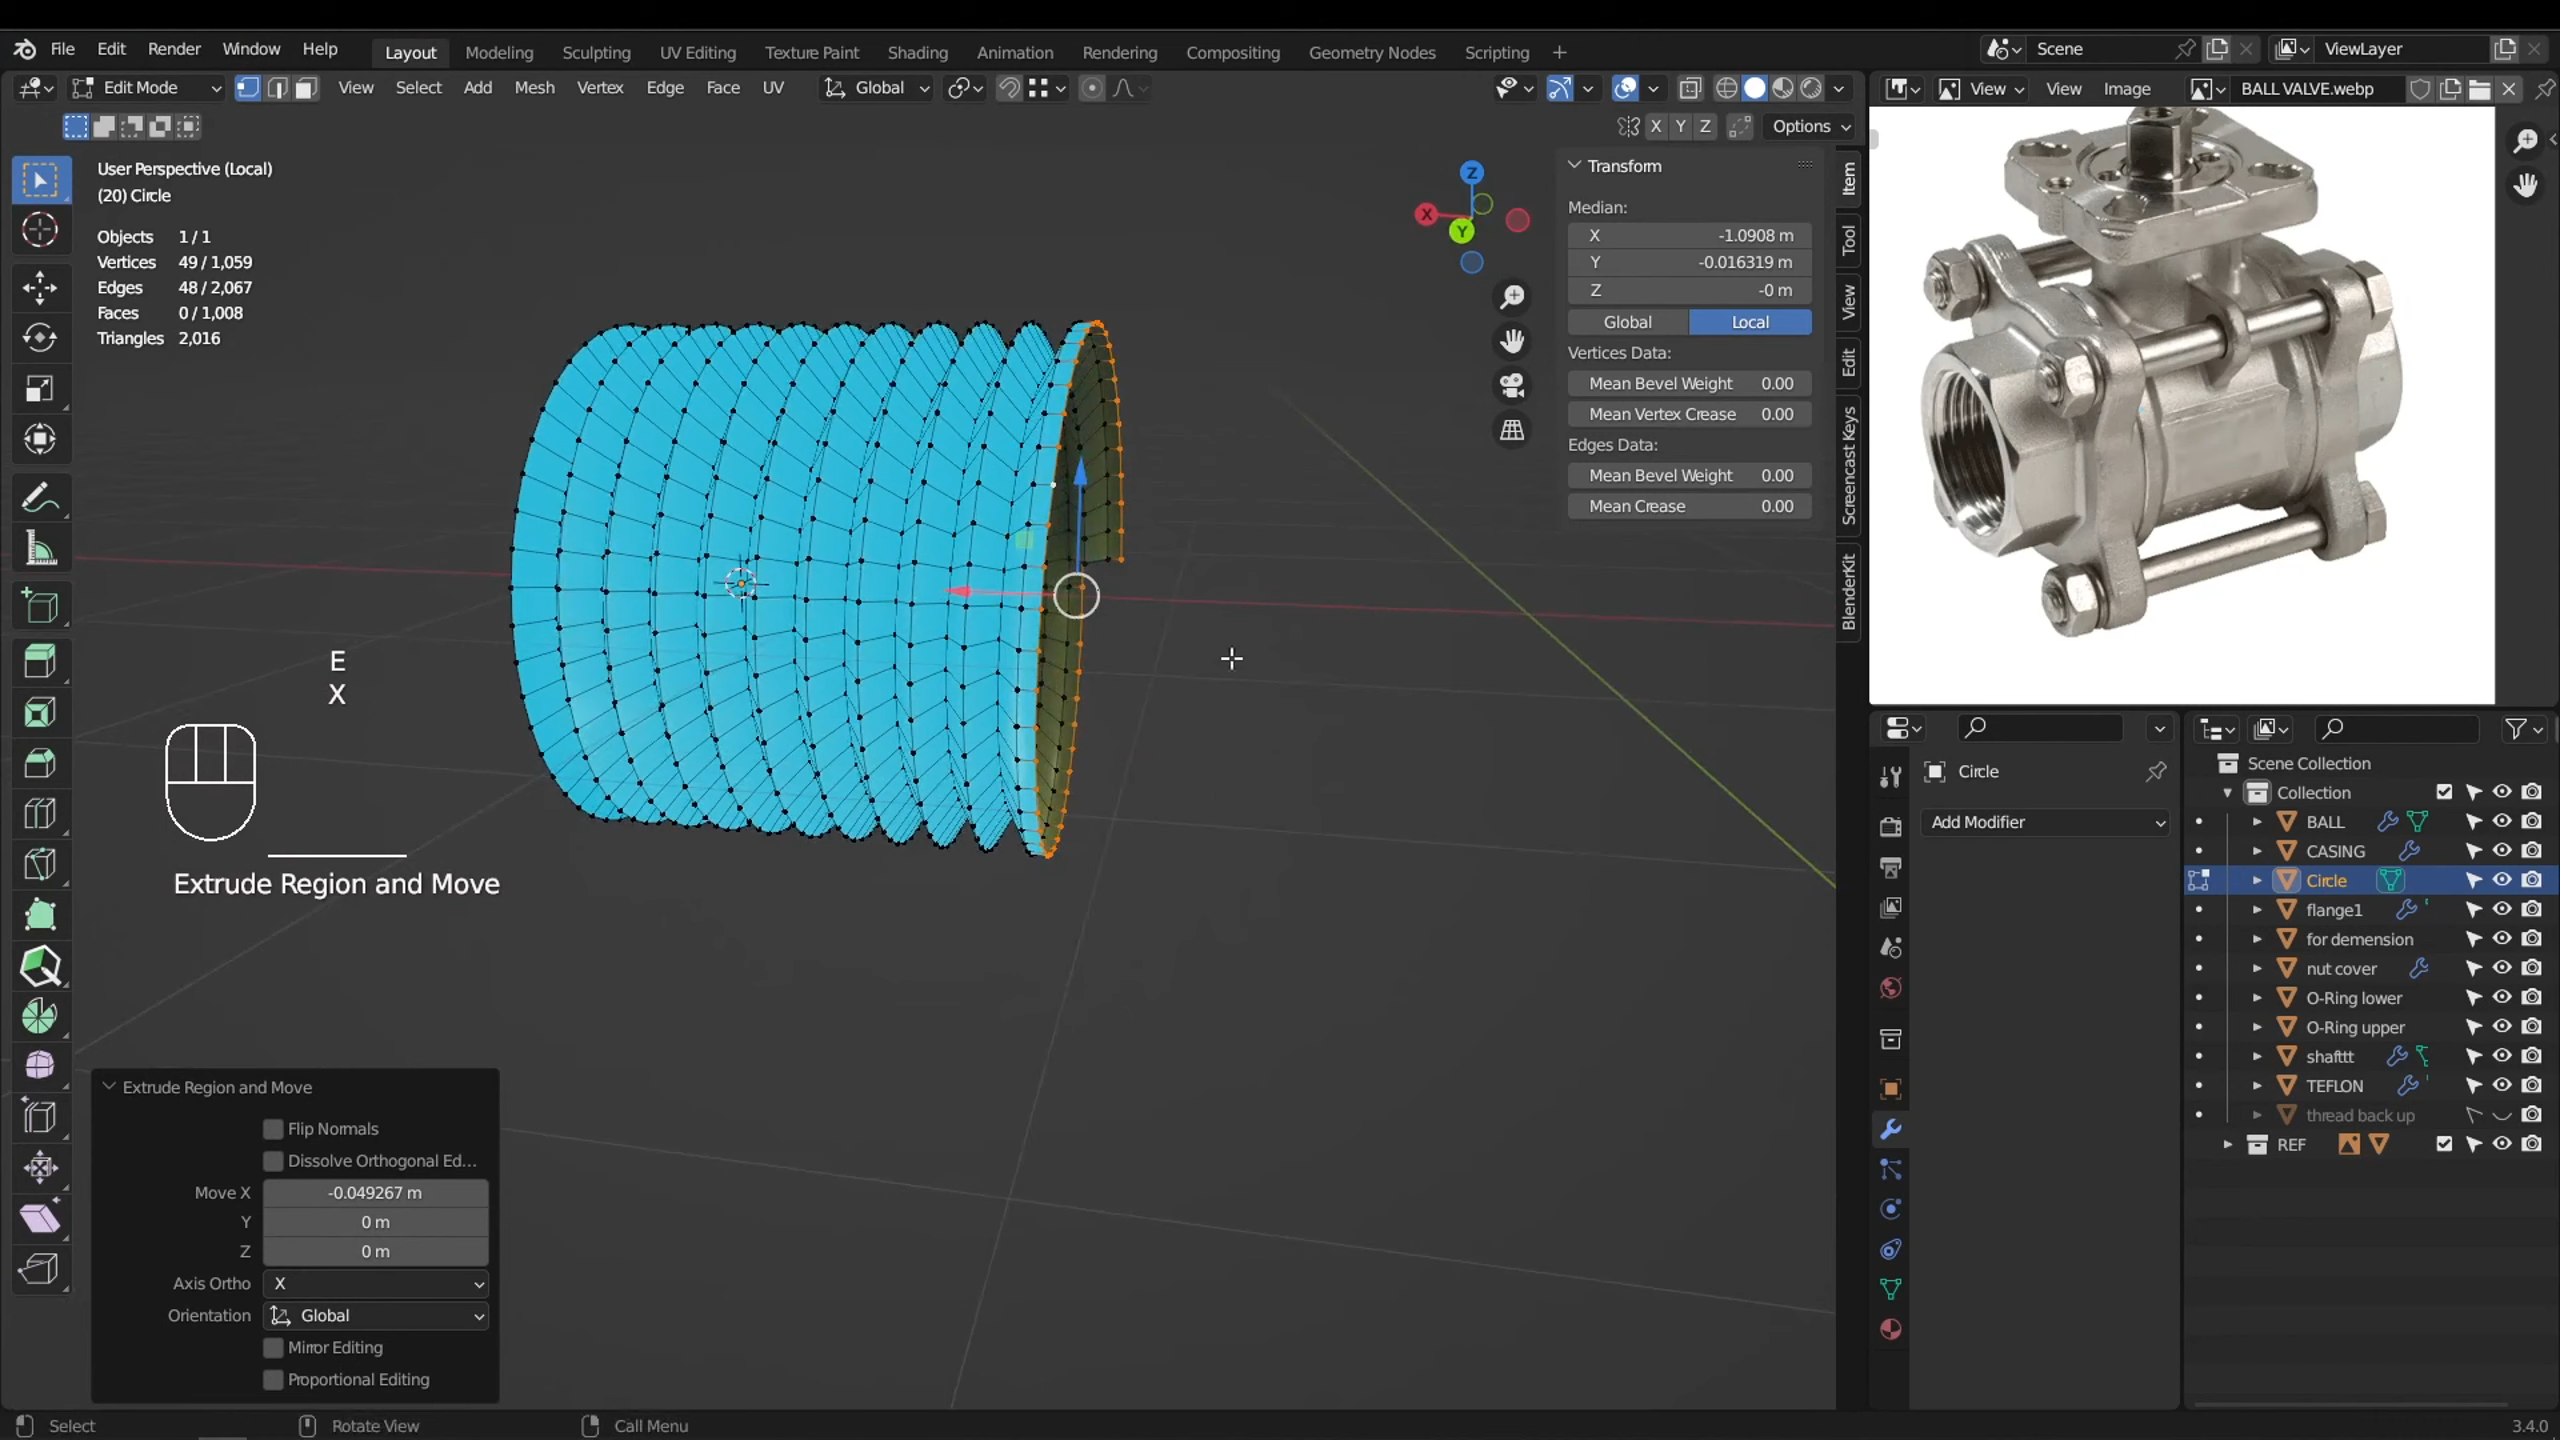 File Edit Render Window Help Layout Modeling Sculpting UV Editing Texture Paint Shading Animation Rendering Compositing Geometry Nodes Scripting + Scene ViewLayer
Edit Mode View Select Add Mesh Vertex Edge Face UV Global View View Image BALL VALVE.webp
X Y Z Options
User Perspective (Local)
(20) Circle
Objects 1 / 1
Vertices 49 / 1,059
Edges 48 / 2,067
Faces 0 / 1,008
Triangles 2,016
Z
X
Y
Transform
Median:
X -1.0908 m
Y -0.016319 m
Z -0 m
Global Local
Vertices Data:
Mean Bevel Weight 0.00
Mean Vertex Crease 0.00
Edges Data:
Mean Bevel Weight 0.00
Mean Crease 0.00
Item
Tool
View
Edit
Screencast Keys
BlenderKit
E
X
Extrude Region and Move
Extrude Region and Move
Flip Normals
Dissolve Orthogonal Ed...
Move X -0.049267 m
Y 0 m
Z 0 m
Axis Ortho X
Orientation Global
Mirror Editing
Proportional Editing
Circle
Add Modifier
Scene Collection
Collection
BALL
CASING
Circle
flange1
for demension
nut cover
O-Ring lower
O-Ring upper
shafttt
TEFLON
thread back up
REF
Select Rotate View Call Menu 3.4.0